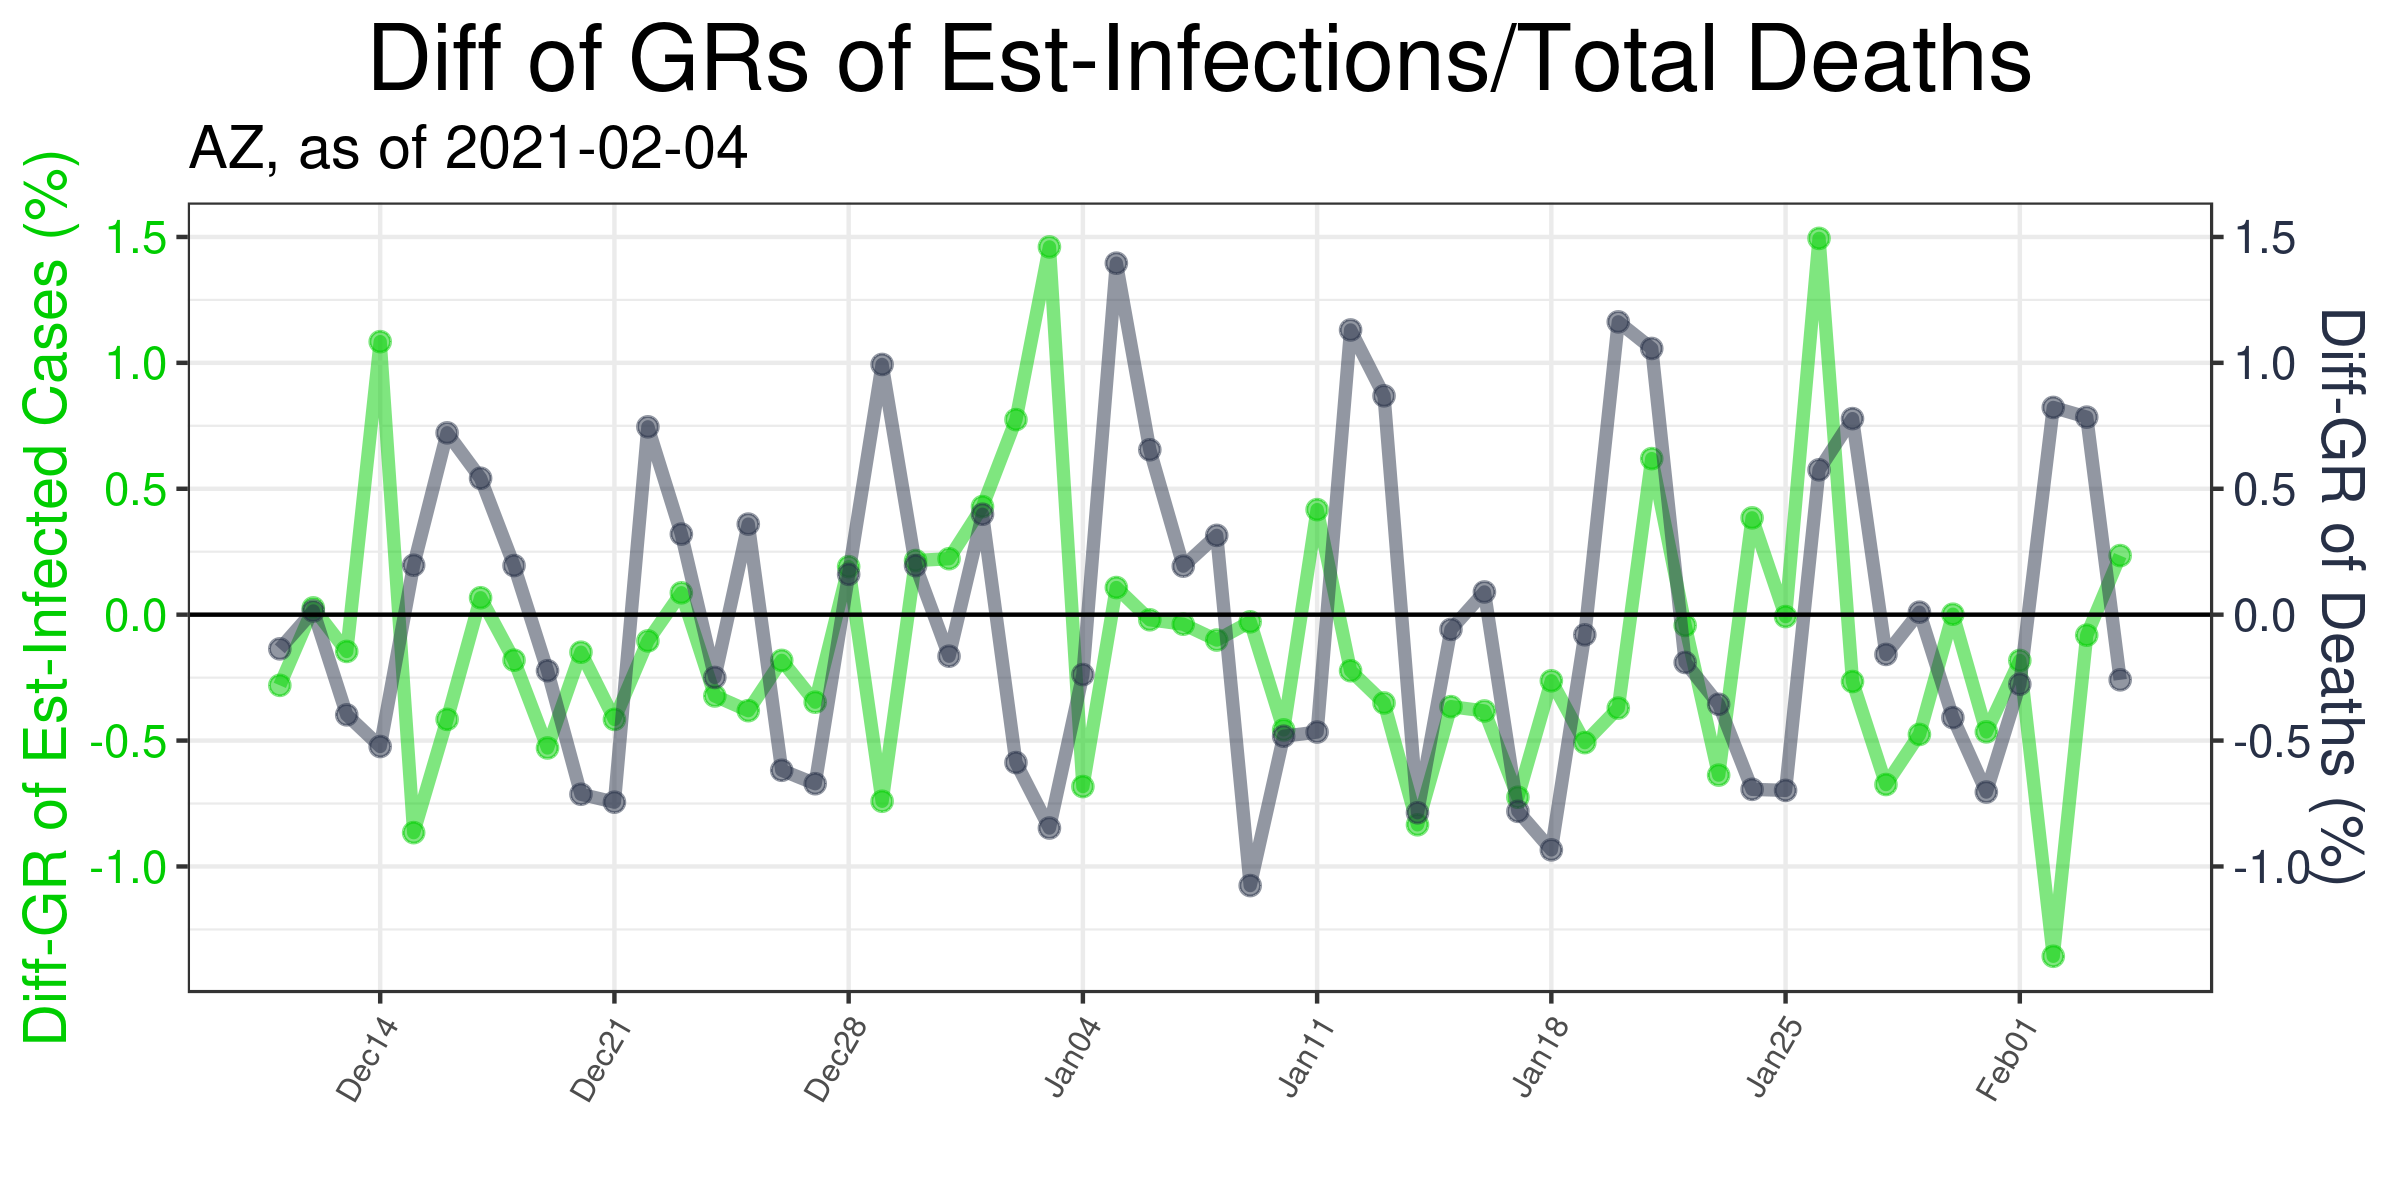 Diff of GRs of Est-Infections/Total Deaths
AZ, as of 2021-02-04
Diff-GR of Est-Infected Cases (%)
1.5
1.0
0.5
0.0
-0.5
-1.0
1.5
1.0
0.5
0.0
-0.5
-1.0
Diff-GR of Deaths (%)
Dec14
Dec21
Dec28
Jan04
Jan11
Jan18
Jan25
Feb01